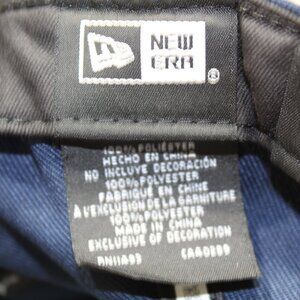 NEW
ERA
®
100% POLIÉSTER
HECHO EN CHINA
NO INCLUYE DECORACIÓN
100% POLYESTER
FABRIQUÉ EN CHINE
À L'EXCLUSION DE LA GARNITURE
100% POLYESTER
MADE IN CHINA
EXCLUSIVE OF DECORATION